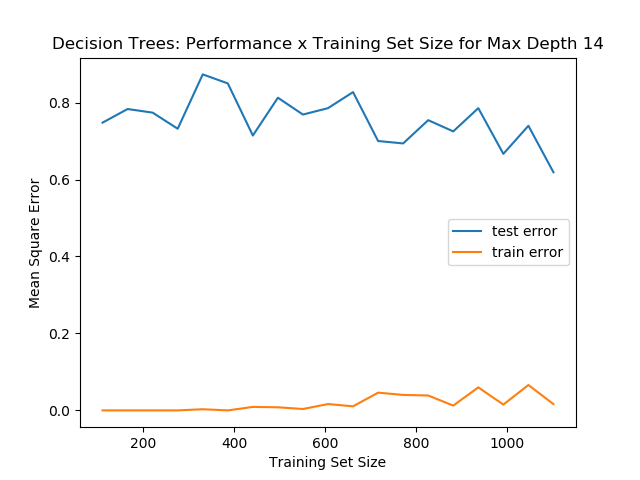 Decision Trees: Performance x Training Set Size for Max Depth 14
Mean Square Error
0.8
0.6
0.4
0.2
0.0
test error
train error
200 400 600 800 1000
Training Set Size